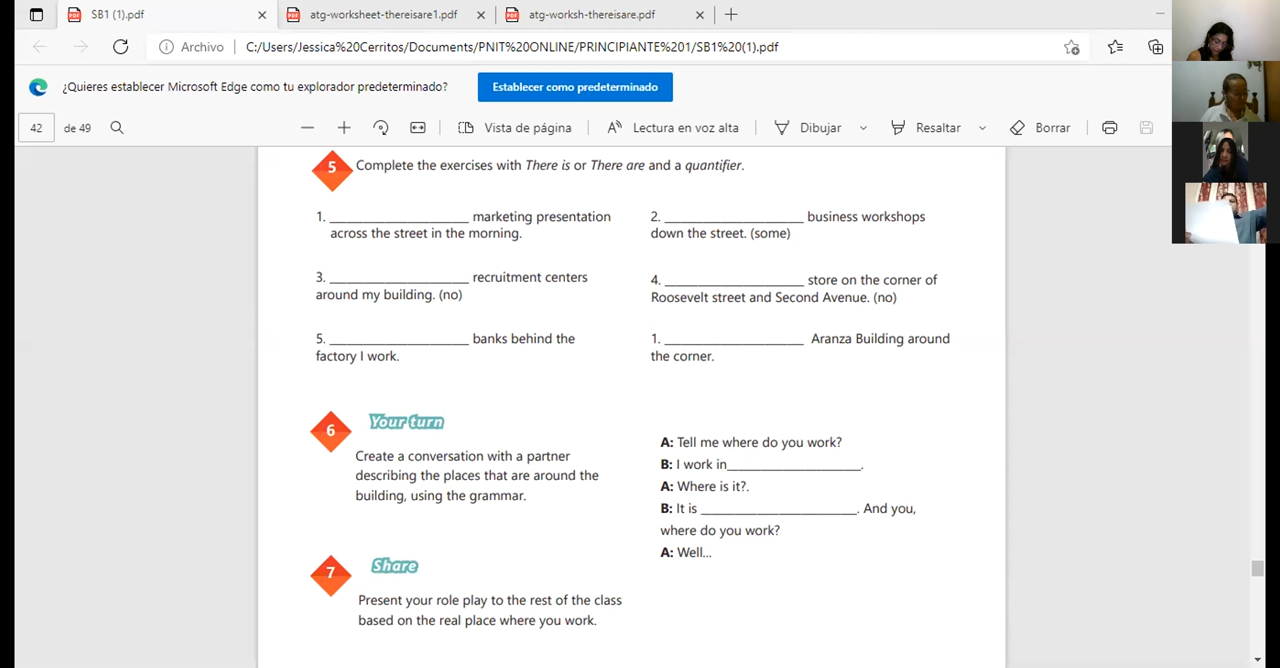 SB1 (1).pdf
atg-worksheet-thereisare1.pdf
atg-worksh-thereisare.pdf
Archivo
C:/Users/Jessica%20Cerritos/Documents/PNIT%20ONLINE/PRINCIPIANTE%201/SB1%20(1).pdf
¿Quieres establecer Microsoft Edge como tu explorador predeterminado?
Establecer como predeterminado
42 de 49
Vista de página
Lectura en voz alta
Dibujar
Resaltar
Borrar
5 Complete the exercises with There is or There are and a quantifier.
1. ____________________ marketing presentation
across the street in the morning.
2. ____________________ business workshops
down the street. (some)
3. ____________________ recruitment centers
around my building. (no)
4. ____________________ store on the corner of
Roosevelt street and Second Avenue. (no)
5. ____________________ banks behind the
factory I work.
1. ____________________ Aranza Building around
the corner.
6 Your turn
Create a conversation with a partner
describing the places that are around the
building, using the grammar.
A: Tell me where do you work?
B: I work in___________________.
A: Where is it?.
B: It is ______________________. And you,
where do you work?
A: Well...
7 Share
Present your role play to the rest of the class
based on the real place where you work.